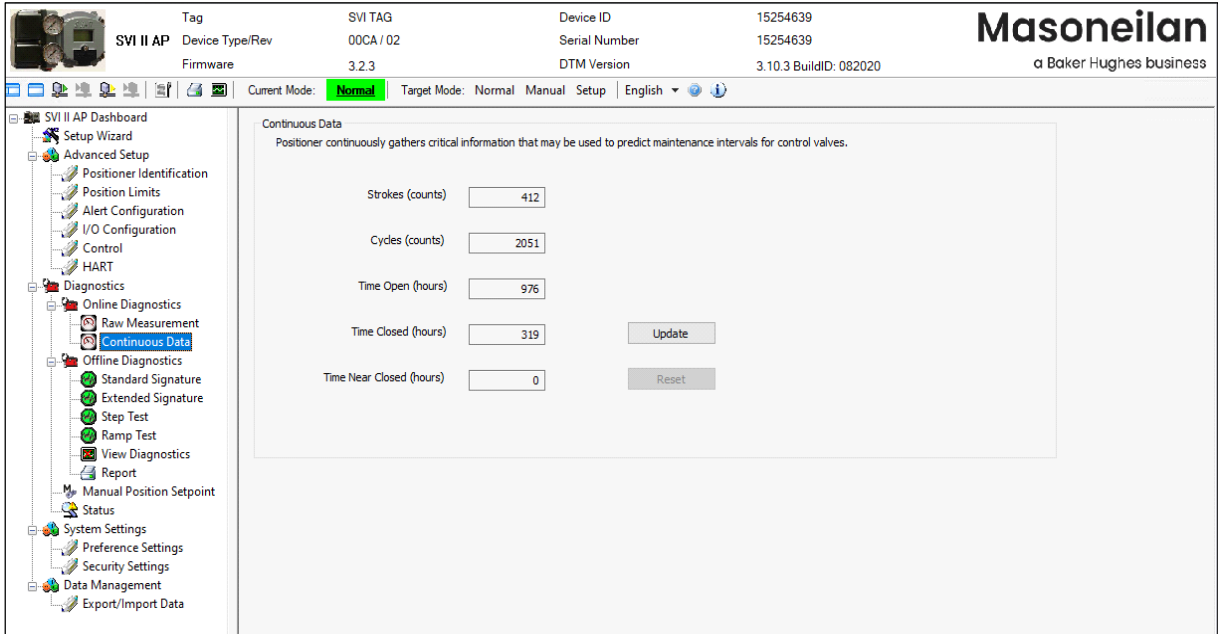 SVI II AP
Tag SVI TAG Device ID 15254639
Device Type/Rev 00CA / 02 Serial Number 15254639
Firmware 3.2.3 DTM Version 3.10.3 BuildID: 082020
Masoneilan
a Baker Hughes business
Current Mode: Normal Target Mode: Normal Manual Setup English
SVI II AP Dashboard
Setup Wizard
Advanced Setup
Positioner Identification
Position Limits
Alert Configuration
I/O Configuration
Control
HART
Diagnostics
Online Diagnostics
Raw Measurement
Continuous Data
Offline Diagnostics
Standard Signature
Extended Signature
Step Test
Ramp Test
View Diagnostics
Report
Manual Position Setpoint
Status
System Settings
Preference Settings
Security Settings
Data Management
Export/Import Data
Continuous Data
Positioner continuously gathers critical information that may be used to predict maintenance intervals for control valves.
Strokes (counts) 412
Cycles (counts) 2051
Time Open (hours) 976
Time Closed (hours) 319 Update
Time Near Closed (hours) 0 Reset